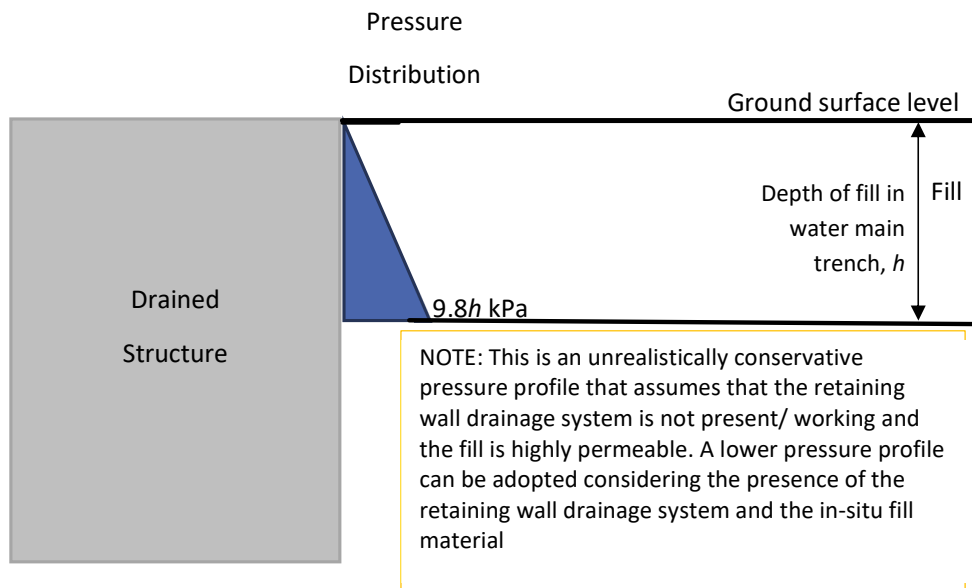 Pressure
Distribution
Ground surface level
Depth of fill in
water main
trench, h
Fill
Drained
Structure
9.8h kPa
NOTE: This is an unrealistically conservative
pressure profile that assumes that the retaining
wall drainage system is not present/ working and
the fill is highly permeable. A lower pressure profile
can be adopted considering the presence of the
retaining wall drainage system and the in-situ fill
material